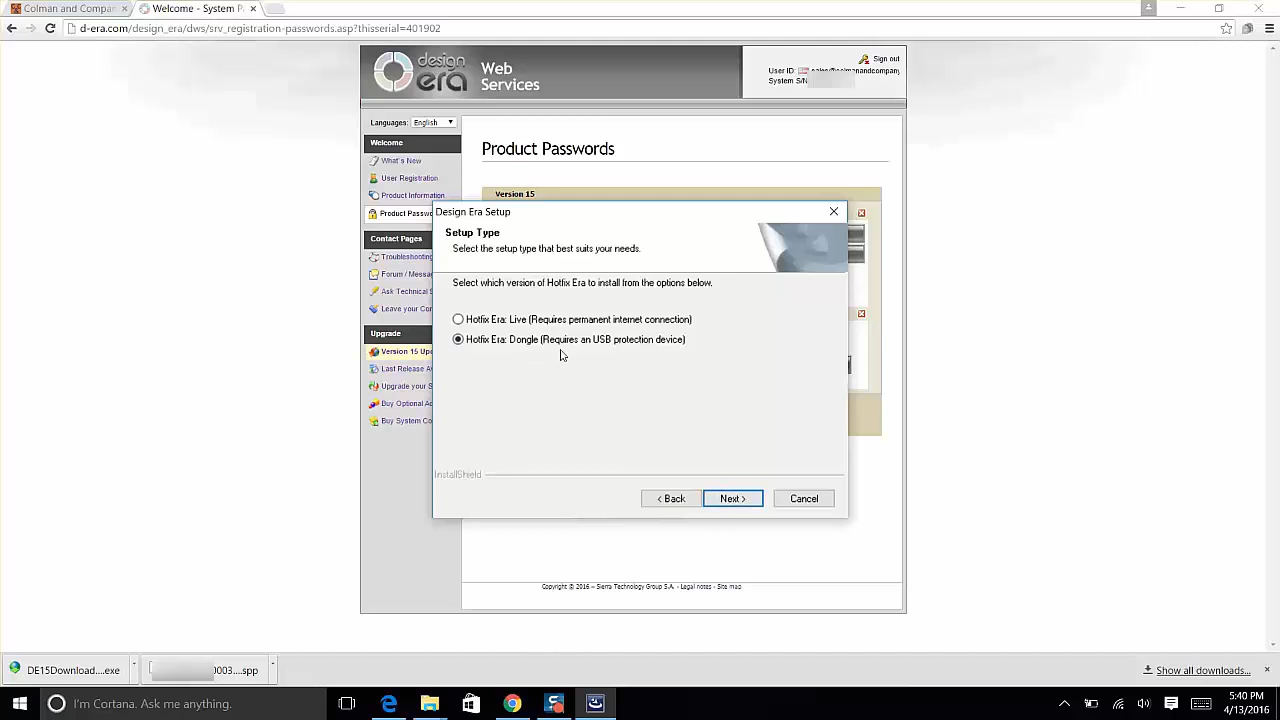 Colman and Compan
Welcome - System P
d-era.com/design_era/dws/srv_registration-passwords.asp?thisserial=401902
design era
Web Services
Sign out
User ID:
System S/N
Languages: English
Welcome
What's New
User Registration
Product Information
Product Passwo
Contact Pages
Troubleshooting
Forum / Messa
Ask Technical S
Leave your Con
Upgrade
Version 15 Upg
Last Release Av
Upgrade your S
Buy Optional Ad
Buy System Co
Product Passwords
Version 15
Design Era Setup
Setup Type
Select the setup type that best suits your needs.
Select which version of Hotfix Era to install from the options below.
Hotfix Era: Live (Requires permanent internet connection)
Hotfix Era: Dongle (Requires an USB protection device)
InstallShield
< Back
Next >
Cancel
Copyright © 2016 – Sierra Technology Group S.A. - Legal notes - Site map
DE15Download....exe
0003....spp
Show all downloads...
I'm Cortana. Ask me anything.
5:40 PM
4/13/2016